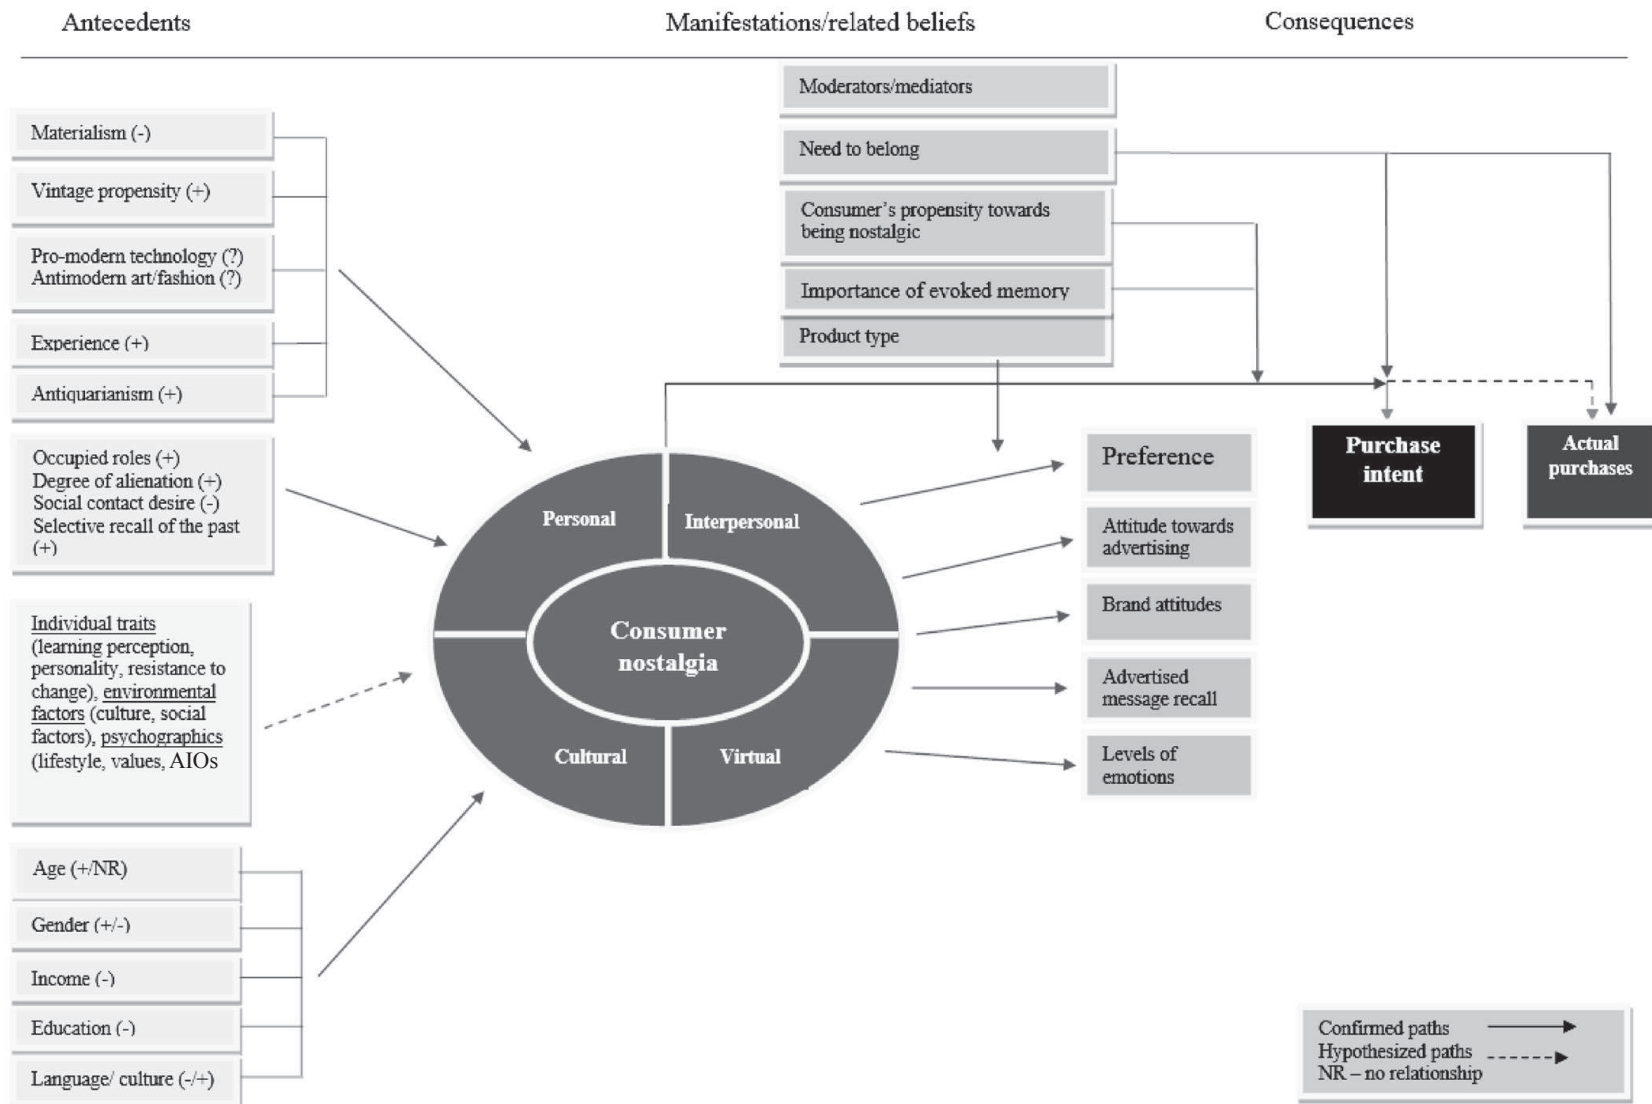 Antecedents
Manifestations/related beliefs
Consequences
Materialism (-)
Vintage propensity (+)
Pro-modern technology (?)
Antimodern art/fashion (?)
Experience (+)
Antiquarianism (+)
Occupied roles (+)
Degree of alienation (+)
Social contact desire (-)
Selective recall of the past
(+)
Individual traits
(learning perception,
personality, resistance to
change), environmental
factors (culture, social
factors), psychographics
(lifestyle, values, AIOs
Age (+/NR)
Gender (+/-)
Income (-)
Education (-)
Language/ culture (-/+)
Moderators/mediators
Need to belong
Consumer’s propensity towards
being nostalgic
Importance of evoked memory
Product type
Personal
Interpersonal
Consumer
nostalgia
Cultural
Virtual
Preference
Attitude towards
advertising
Brand attitudes
Advertised
message recall
Levels of
emotions
Purchase
intent
Actual
purchases
Confirmed paths
Hypothesized paths
NR – no relationship